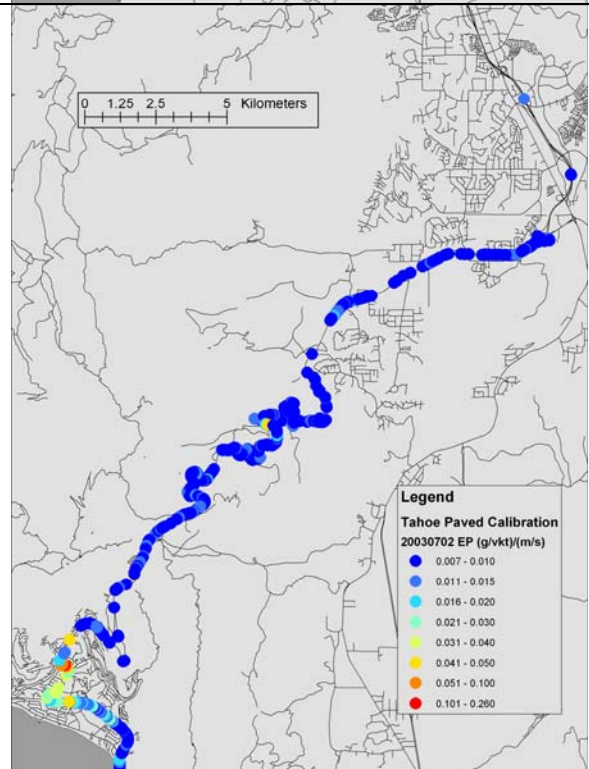 0 1.25 2.5 5 Kilometers
Legend
Tahoe Paved Calibration
20030702 EP (g/vkt)/(m/s)
0.007 - 0.010
0.011 - 0.015
0.016 - 0.020
0.021 - 0.030
0.031 - 0.040
0.041 - 0.050
0.051 - 0.100
0.101 - 0.260